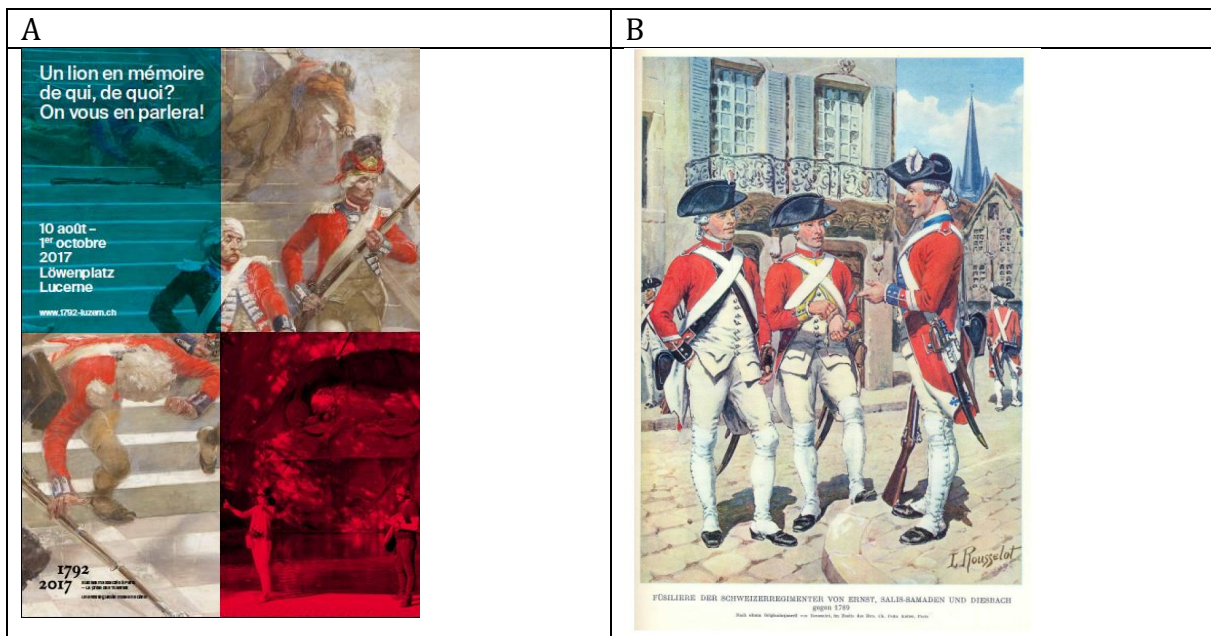 A
B
Un lion en mémoire
de qui, de quoi?
On vous en parlera!
10 août –
1er octobre
2017
Löwenplatz
Lucerne
www.1792-luzern.ch
1792
2017
L. Rousselot
FÜSILIERE DER SCHWEIZERREGIMENTER VON ERNST, SALIS-SAMADEN UND DIESBACH
gegen 1789